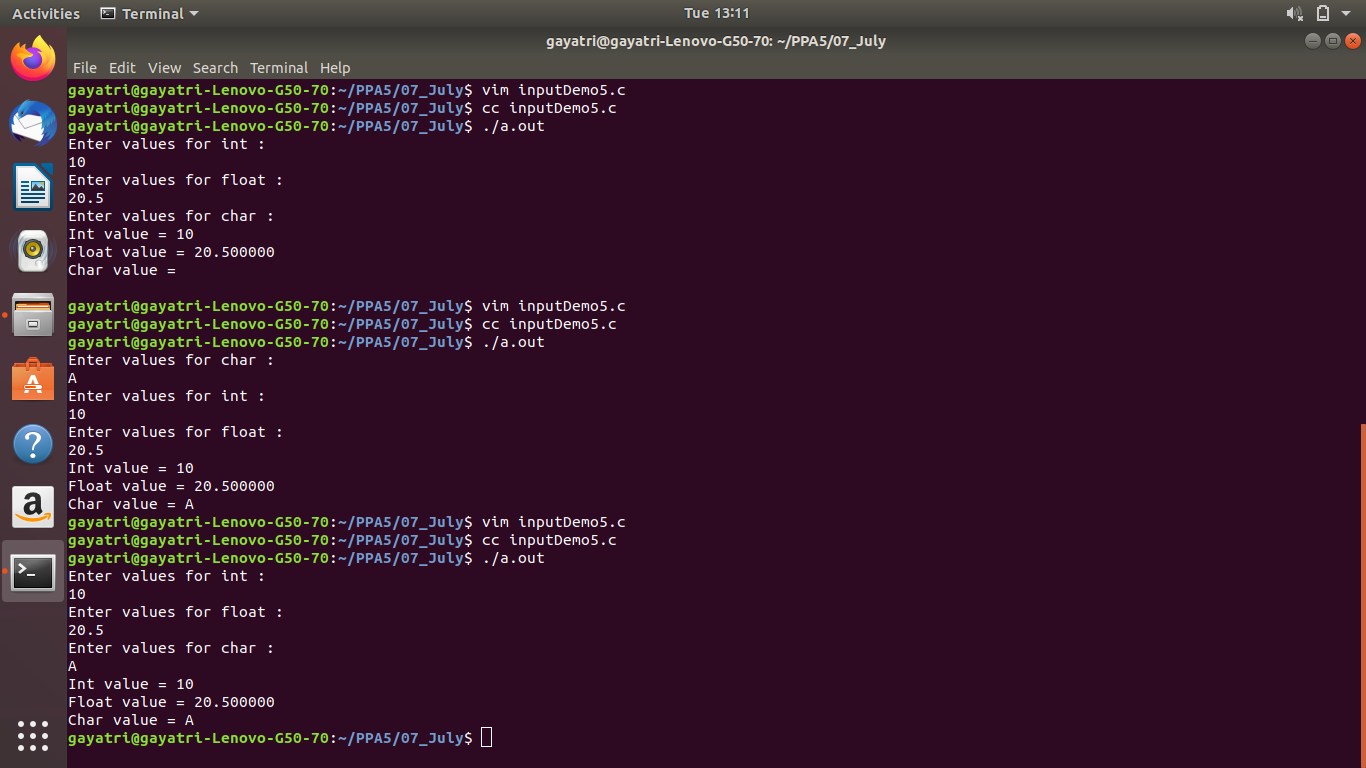 Activities Terminal Tue 13:11
gayatri@gayatri-Lenovo-G50-70: ~/PPA5/07_July
File Edit View Search Terminal Help
gayatri@gayatri-Lenovo-G50-70:~/PPA5/07_July$ vim inputDemo5.c
gayatri@gayatri-Lenovo-G50-70:~/PPA5/07_July$ cc inputDemo5.c
gayatri@gayatri-Lenovo-G50-70:~/PPA5/07_July$ ./a.out
Enter values for int :
10
Enter values for float :
20.5
Enter values for char :
Int value = 10
Float value = 20.500000
Char value =
gayatri@gayatri-Lenovo-G50-70:~/PPA5/07_July$ vim inputDemo5.c
gayatri@gayatri-Lenovo-G50-70:~/PPA5/07_July$ cc inputDemo5.c
gayatri@gayatri-Lenovo-G50-70:~/PPA5/07_July$ ./a.out
Enter values for char :
A
Enter values for int :
10
Enter values for float :
20.5
Int value = 10
Float value = 20.500000
Char value = A
gayatri@gayatri-Lenovo-G50-70:~/PPA5/07_July$ vim inputDemo5.c
gayatri@gayatri-Lenovo-G50-70:~/PPA5/07_July$ cc inputDemo5.c
gayatri@gayatri-Lenovo-G50-70:~/PPA5/07_July$ ./a.out
Enter values for int :
10
Enter values for float :
20.5
Enter values for char :
A
Int value = 10
Float value = 20.500000
Char value = A
gayatri@gayatri-Lenovo-G50-70:~/PPA5/07_July$